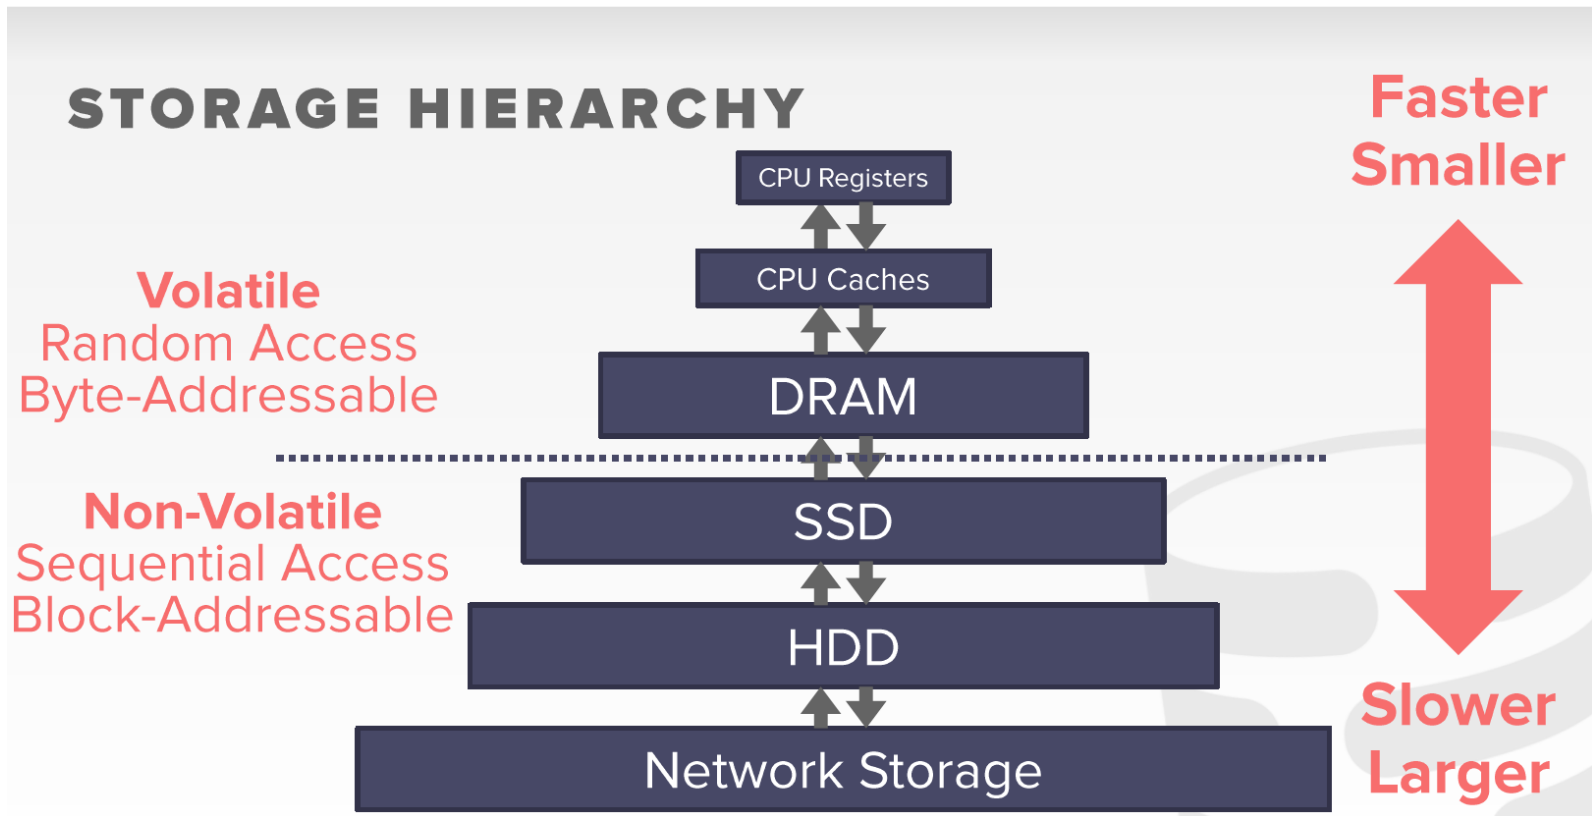 STORAGE HIERARCHY
Faster
Smaller
CPU Registers
CPU Caches
Volatile
Random Access
Byte-Addressable
DRAM
Non-Volatile
Sequential Access
Block-Addressable
SSD
HDD
Network Storage
Slower
Larger